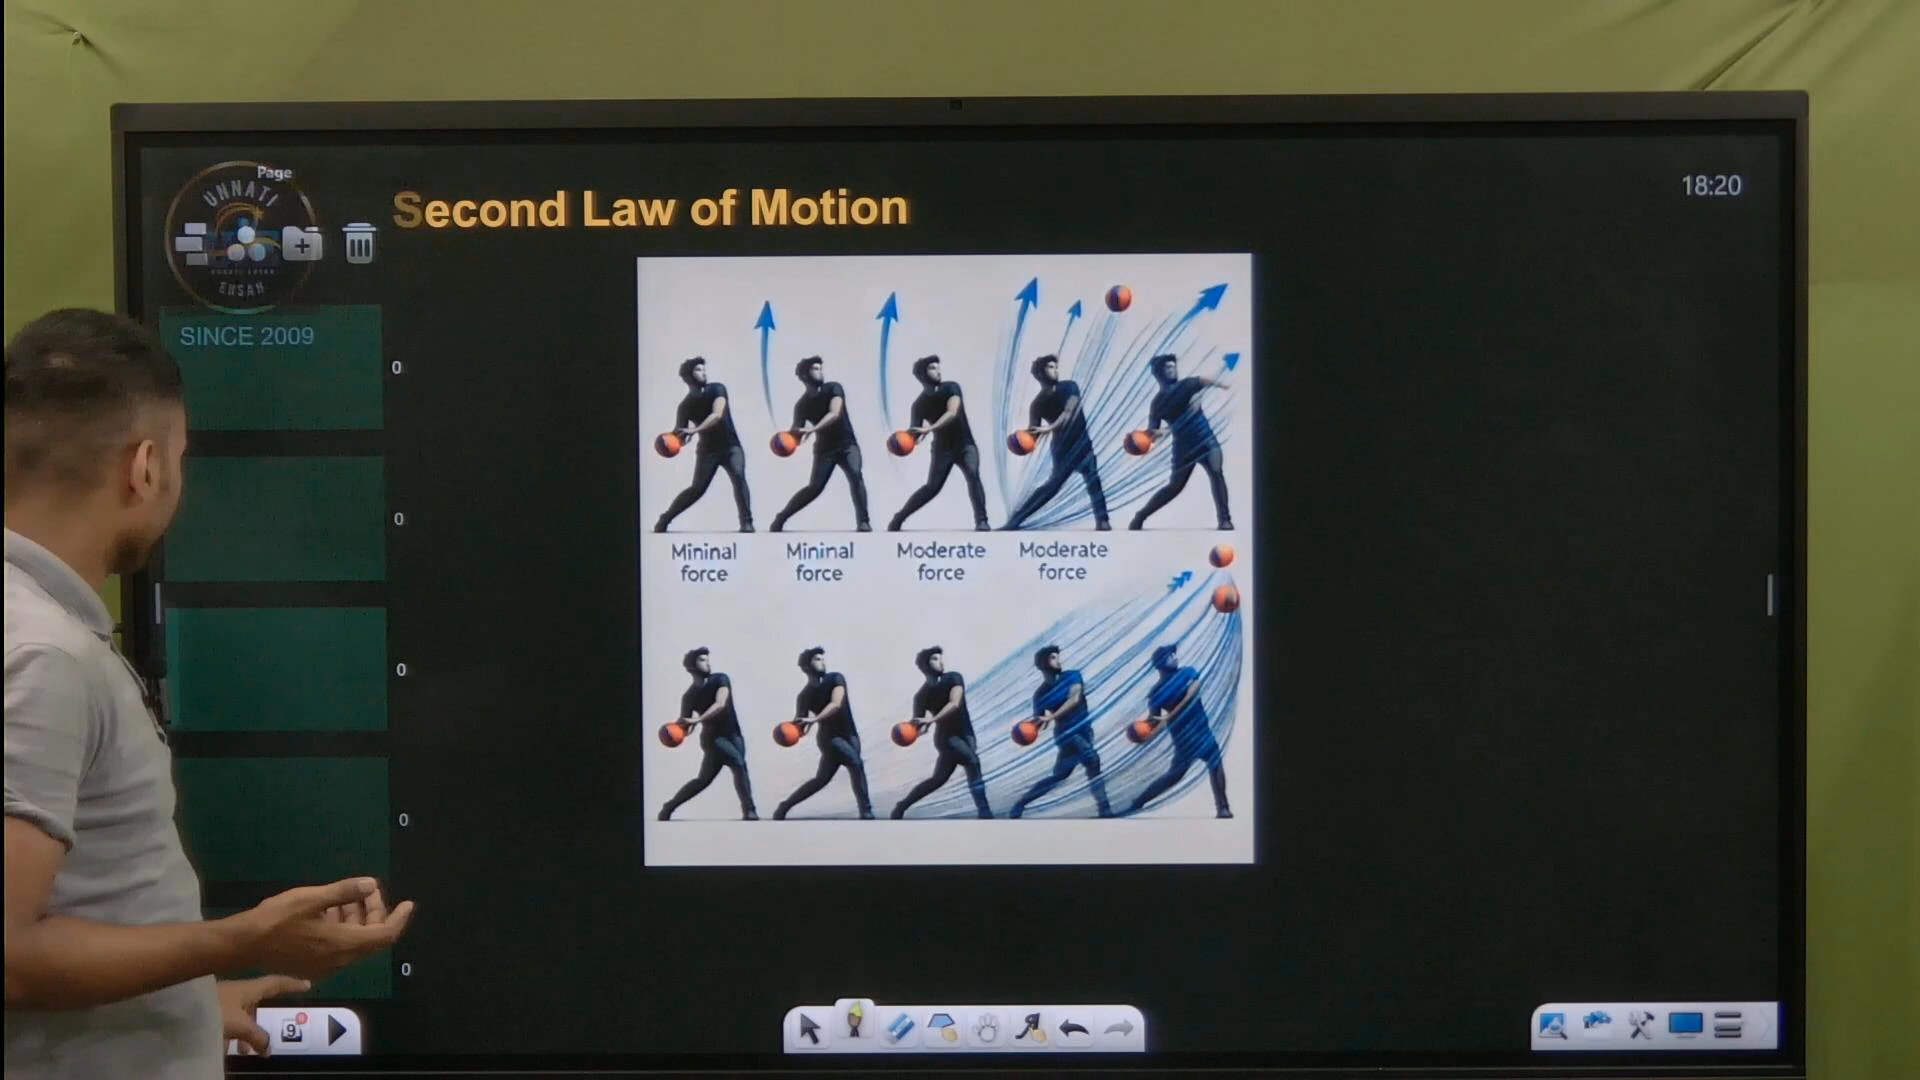 Page
UNNATI
EHSAN
SINCE 2009
Second Law of Motion
18:20
0
0
0
0
0
Mininal force
Mininal force
Moderate force
Moderate force
9